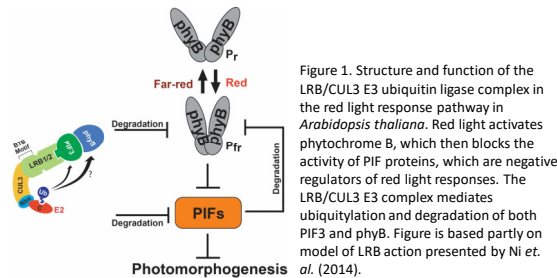 phyB
phyB
Pr
Far-red
Red
phyB
phyB
Pfr
BTB
Motif
LRB1/2
PIF3
phyB
CUL3
Ub
E2
?
Degradation
Degradation
Degradation
PIFs
Photomorphogenesis
Figure 1. Structure and function of the
LRB/CUL3 E3 ubiquitin ligase complex in
the red light response pathway in
Arabidopsis thaliana. Red light activates
phytochrome B, which then blocks the
activity of PIF proteins, which are negative
regulators of red light responses. The
LRB/CUL3 E3 complex mediates
ubiquitylation and degradation of both
PIF3 and phyB. Figure is based partly on
model of LRB action presented by Ni et.
al. (2014).